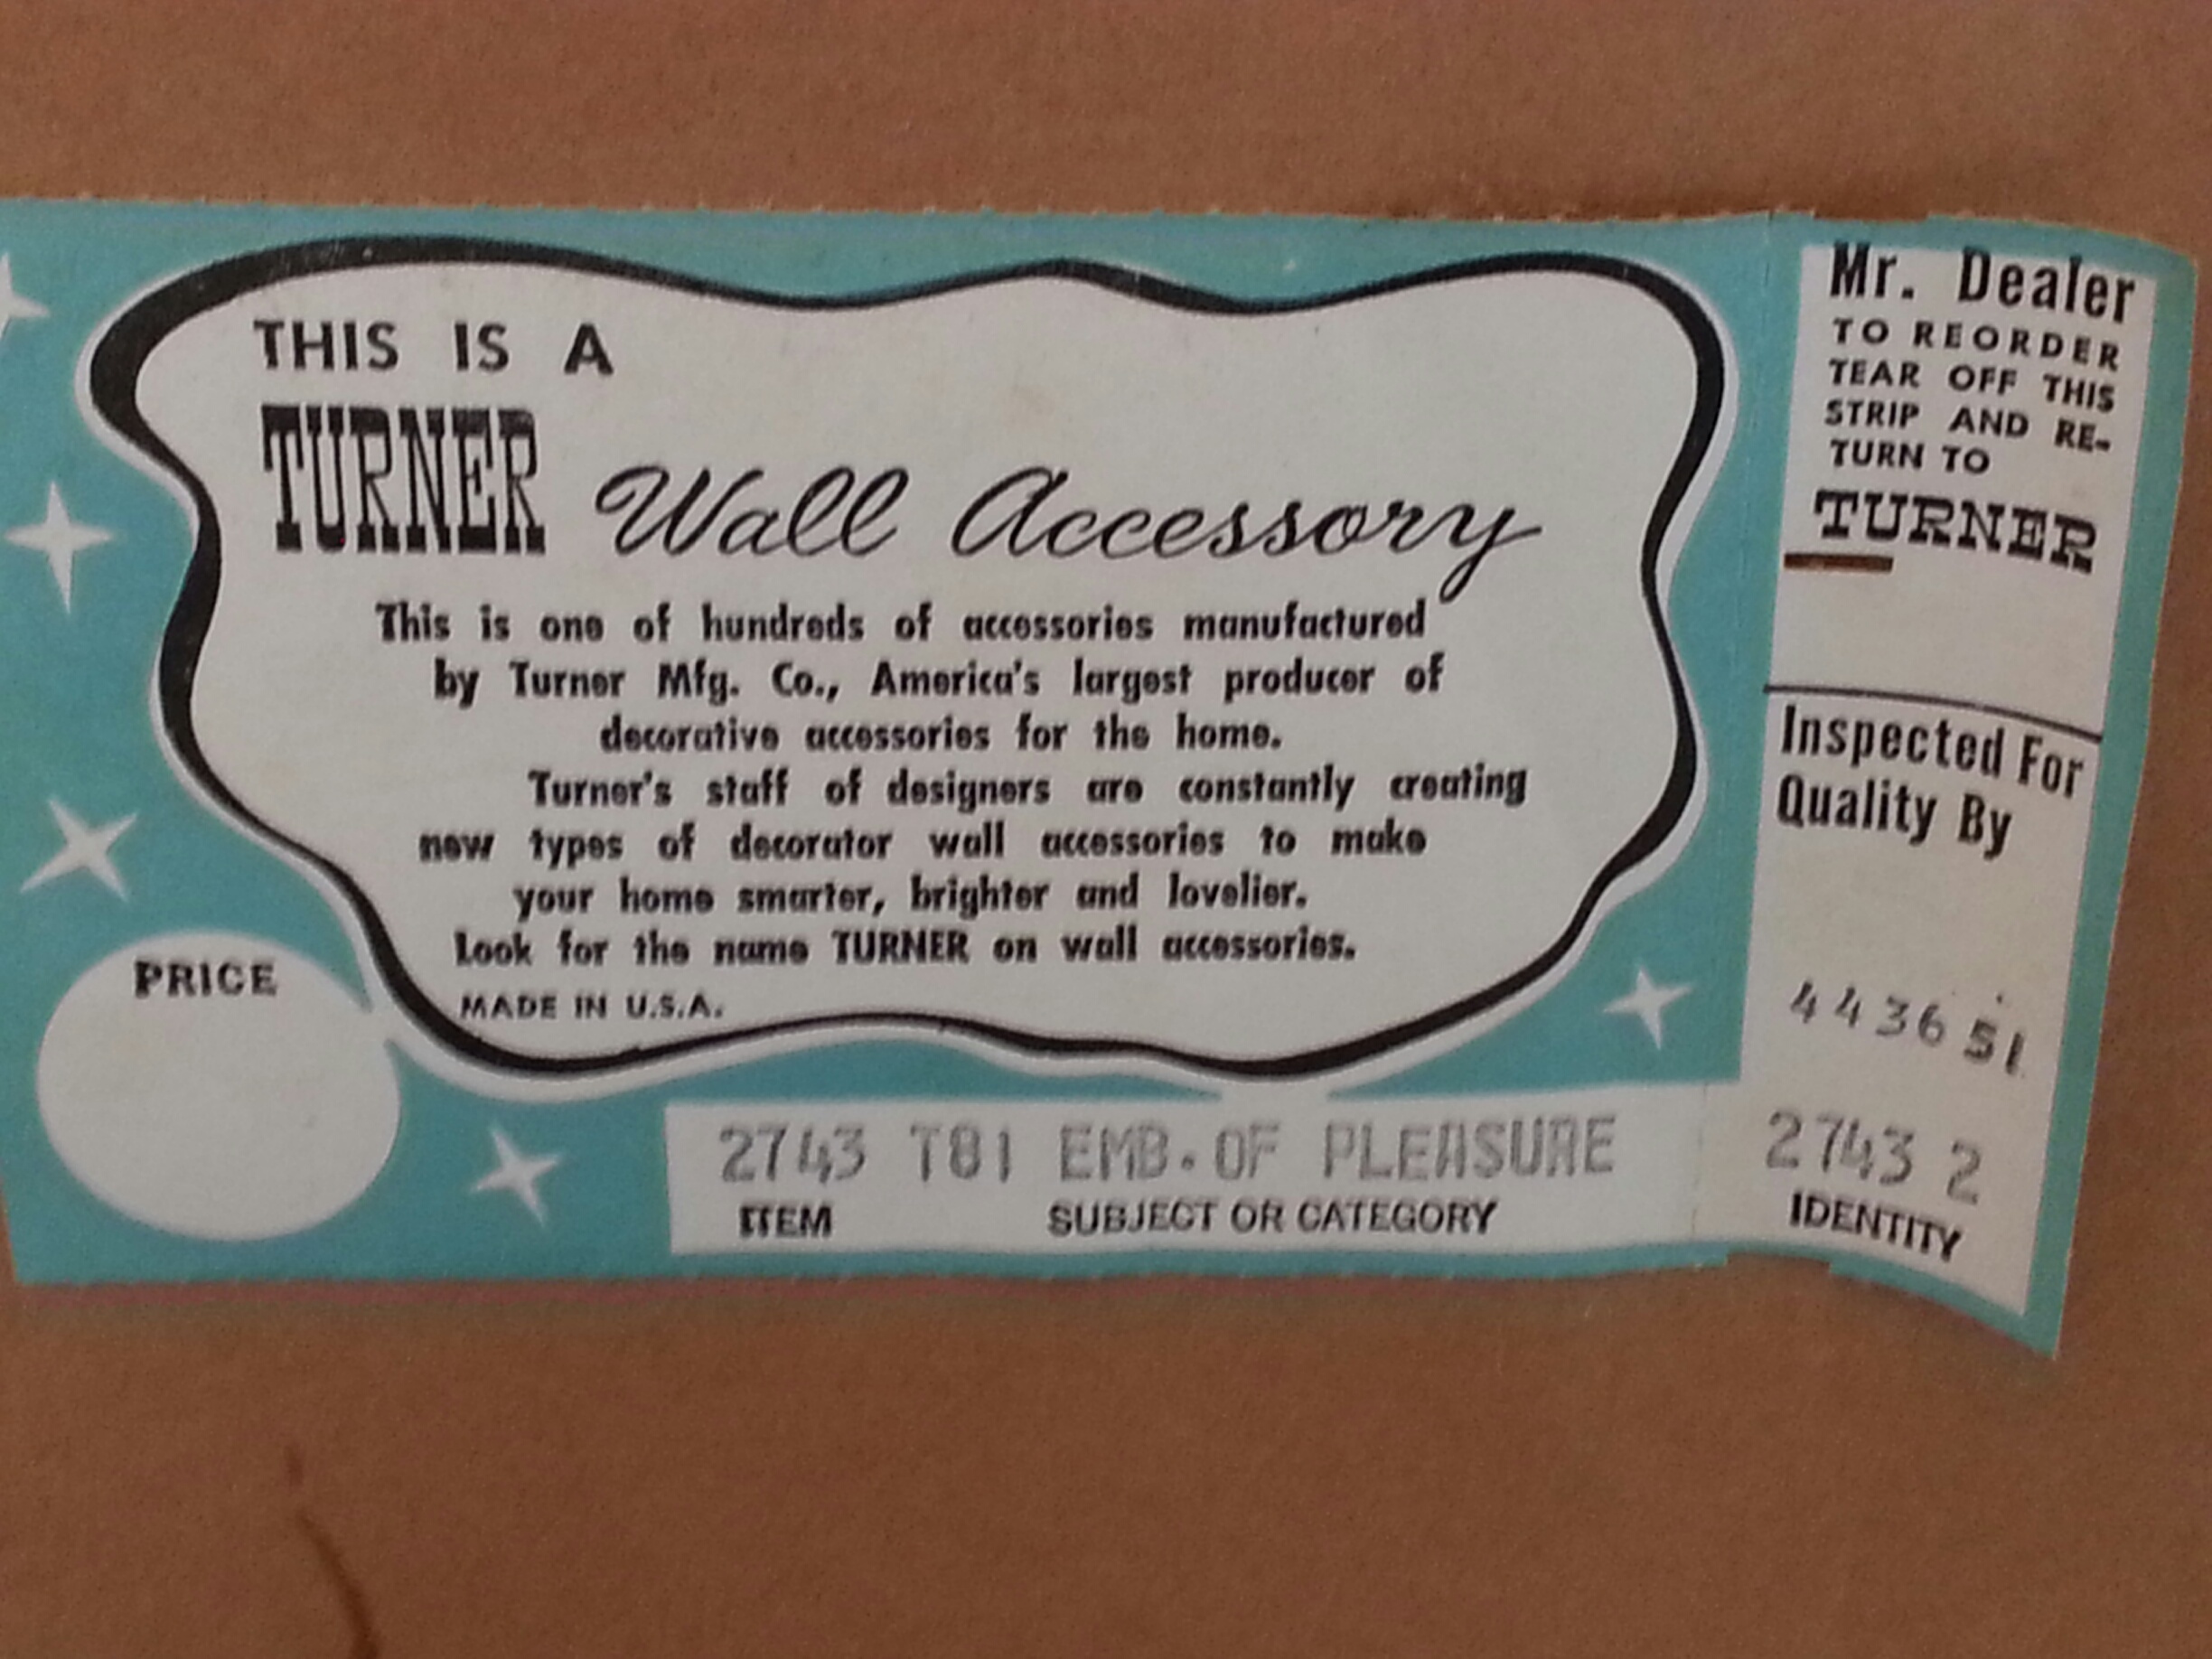 THIS IS A
TURNER Wall Accessory
This is one of hundreds of accessories manufactured
by Turner Mfg. Co., America's largest producer of
decorative accessories for the home.
Turner's staff of designers are constantly creating
new types of decorator wall accessories to make
your home smarter, brighter and lovelier.
Look for the name TURNER on wall accessories.
MADE IN U.S.A.
PRICE
2743 T81 EMB. OF PLEASURE
ITEM SUBJECT OR CATEGORY
Mr. Dealer
TO REORDER
TEAR OFF THIS
STRIP AND RE-
TURN TO
TURNER
Inspected For
Quality By
4436 51
2743 2
IDENTITY